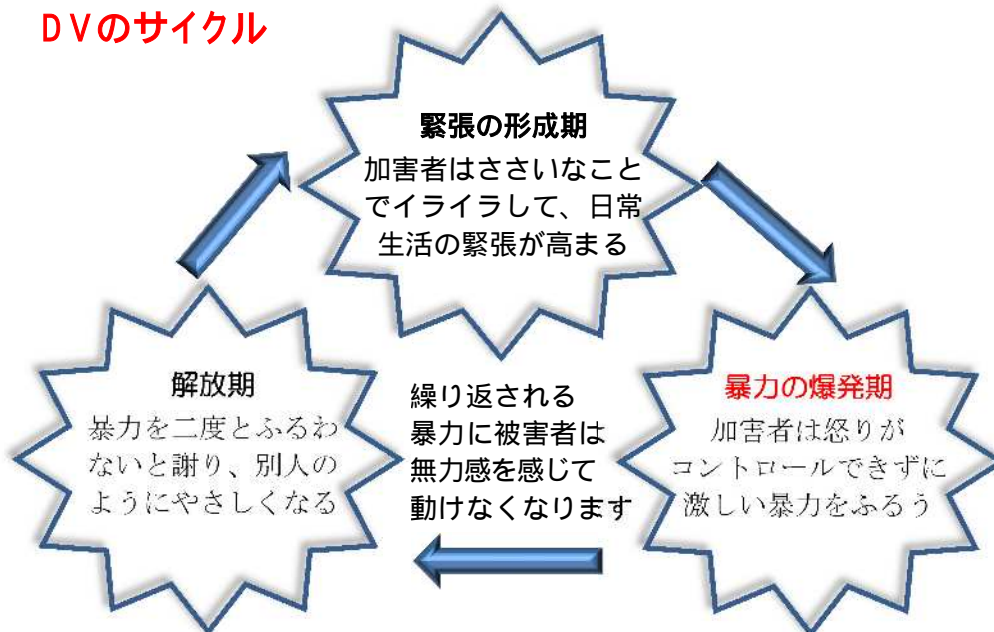 DVのサイクル
緊張の形成期
加害者はささいなこと
でイライラして、日常
生活の緊張が高まる
暴力の爆発期
加害者は怒りが
コントロールできずに
激しい暴力をふるう
解放期
暴力を二度とふるわ
ないと謝り、別人の
ようにやさしくなる
繰り返される
暴力に被害者は
無力感を感じて
動けなくなります